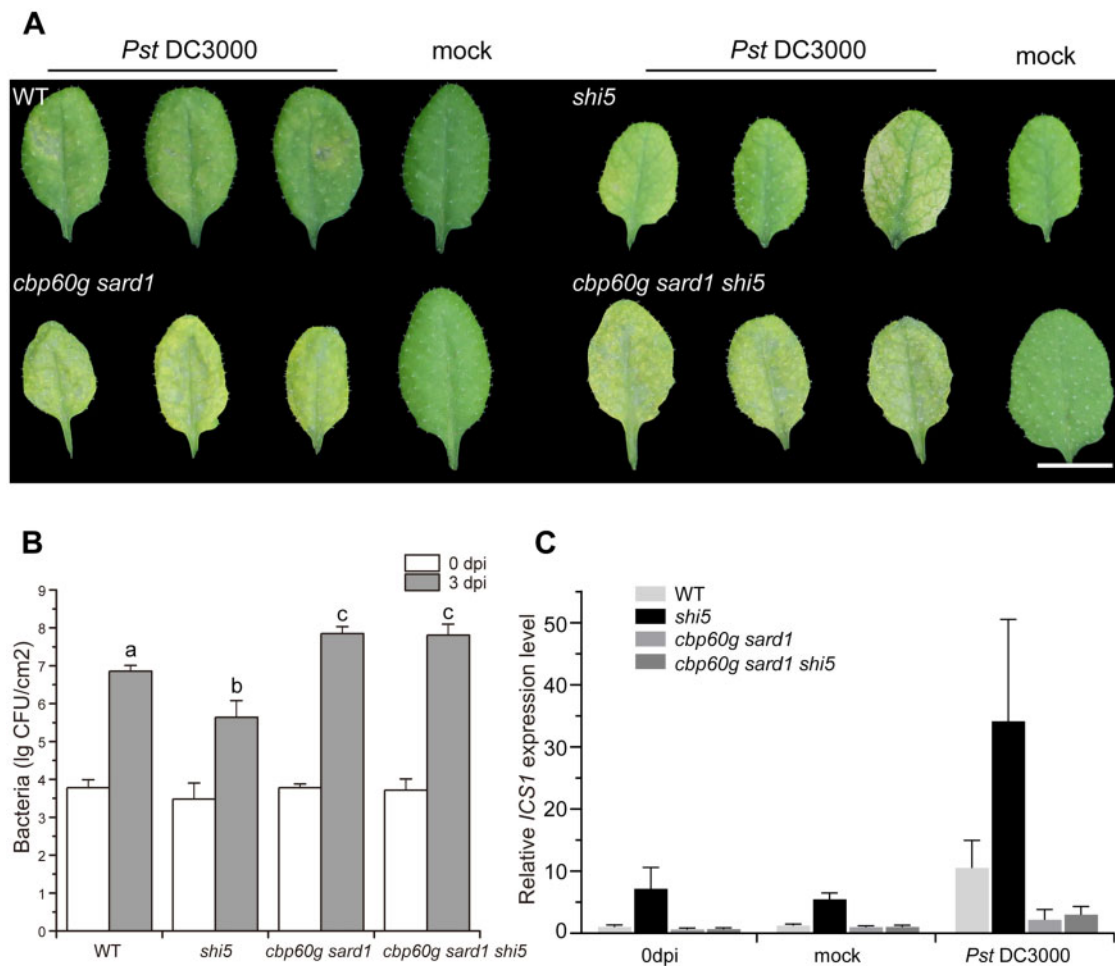 A
Pst DC3000 mock Pst DC3000 mock
WT shi5
cbp60g sard1 cbp60g sard1 shi5
B
0 dpi
3 dpi
Bacteria (lg CFU/cm2)
9
8
7
6
5
4
3
2
1
0
a
b
c
c
WT shi5 cbp60g sard1 cbp60g sard1 shi5
C
WT
shi5
cbp60g sard1
cbp60g sard1 shi5
Relative ICS1 expression level
50
40
30
20
10
0
0dpi mock Pst DC3000